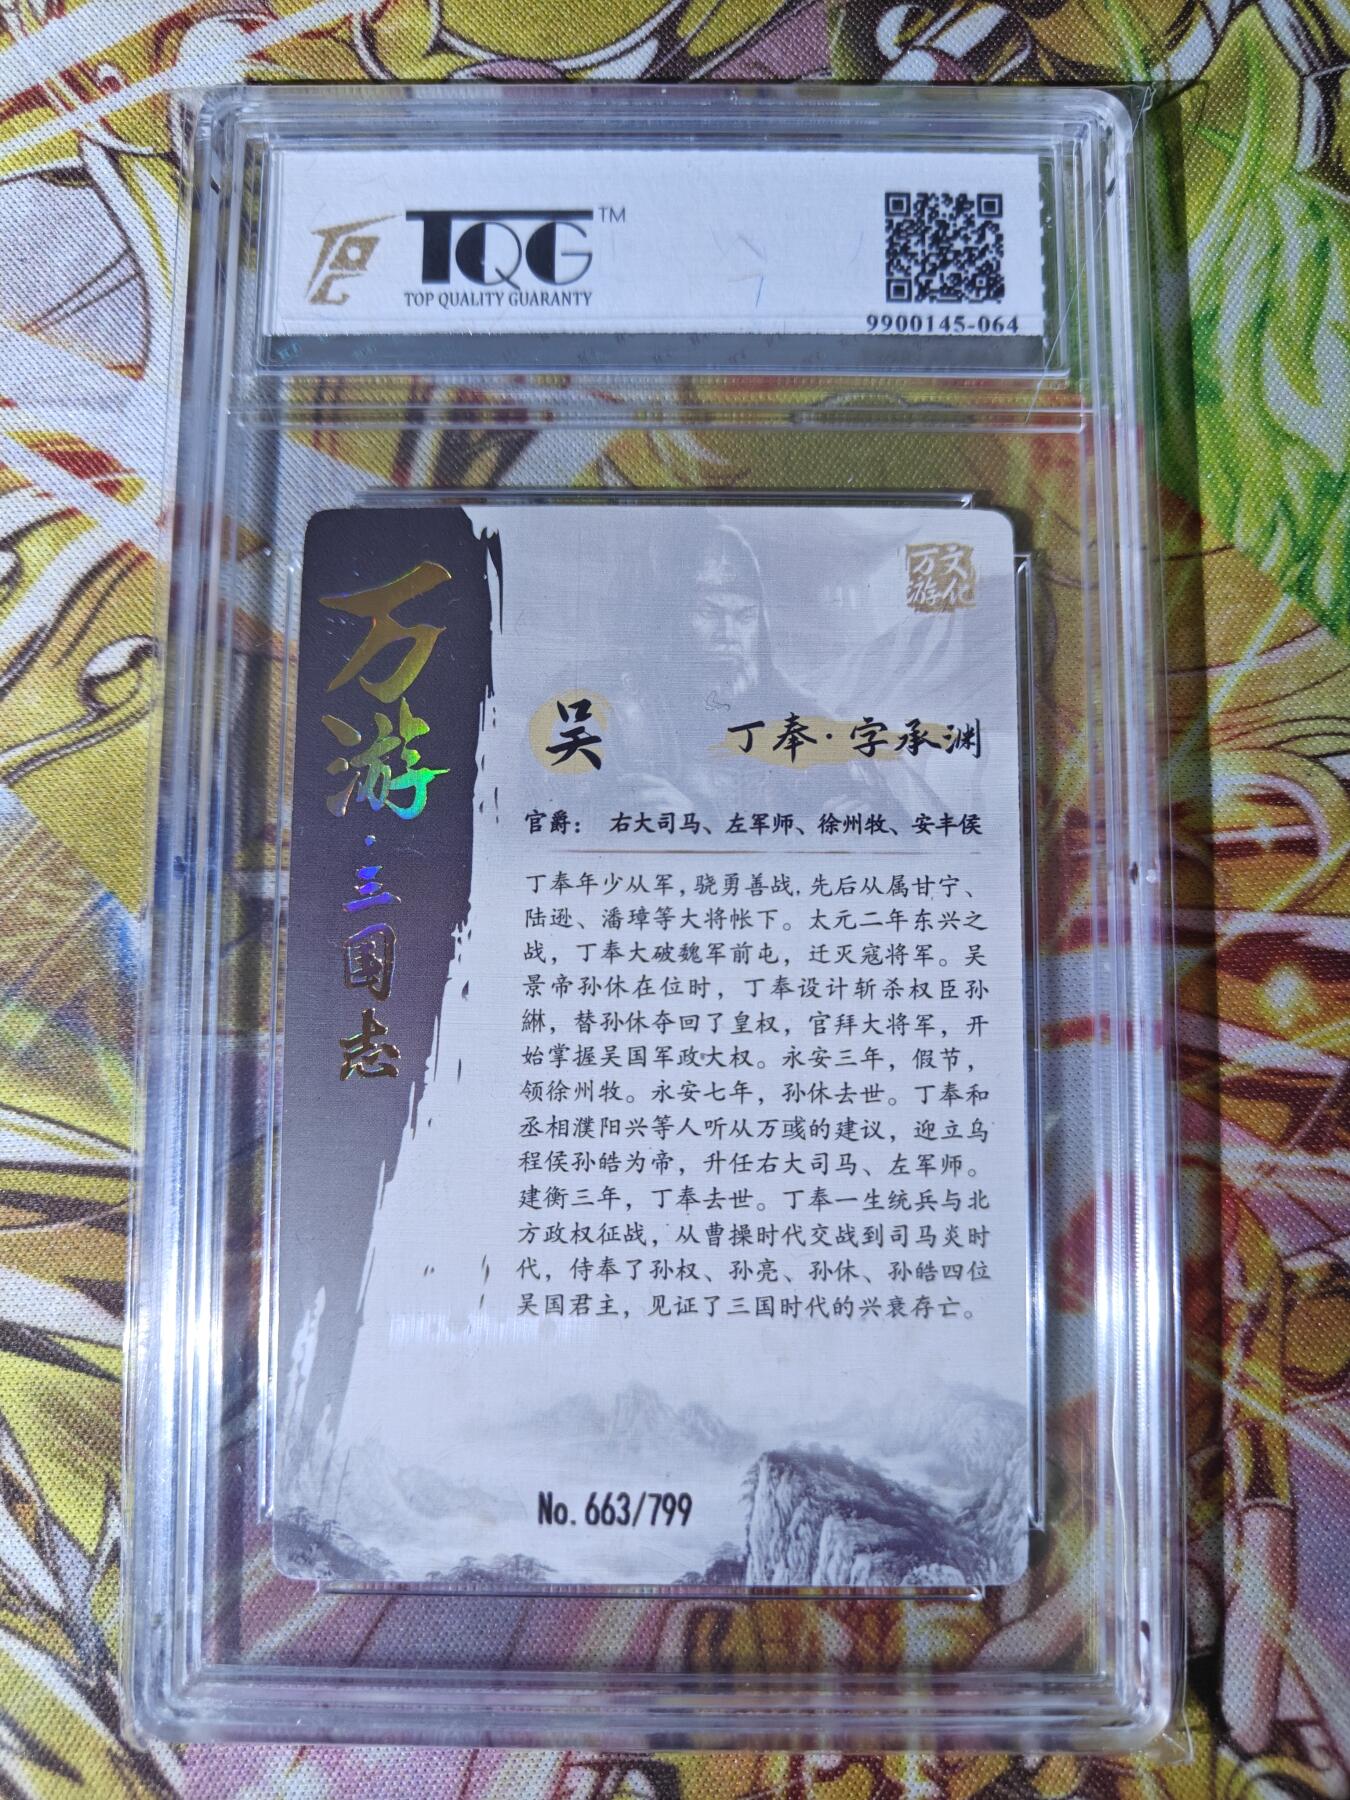 TQG™
TOP QUALITY GUARANTY
9900145-064
万游·三國志
万游文化
吴
丁奉·字承渊
官爵： 右大司马、左军师、徐州牧、安丰侯
丁奉年少从军，骁勇善战，先后从属甘宁、
陆逊、潘璋等大将帐下。太元二年东兴之
战，丁奉大破魏军前屯，迁灭寇将军。吴
景帝孙休在位时，丁奉设计斩杀权臣孙
綝，替孙休夺回了皇权，官拜大将军，开
始掌握吴国军政大权。永安三年，假节，
领徐州牧。永安七年，孙休去世。丁奉和
丞相濮阳兴等人听从万彧的建议，迎立乌
程侯孙皓为帝，升任右大司马、左军师。
建衡三年，丁奉去世。丁奉一生统兵与北
方政权征战，从曹操时代交战到司马炎时
代，侍奉了孙权、孙亮、孙休、孙皓四位
吴国君主，见证了三国时代的兴衰存亡。
No.663/799